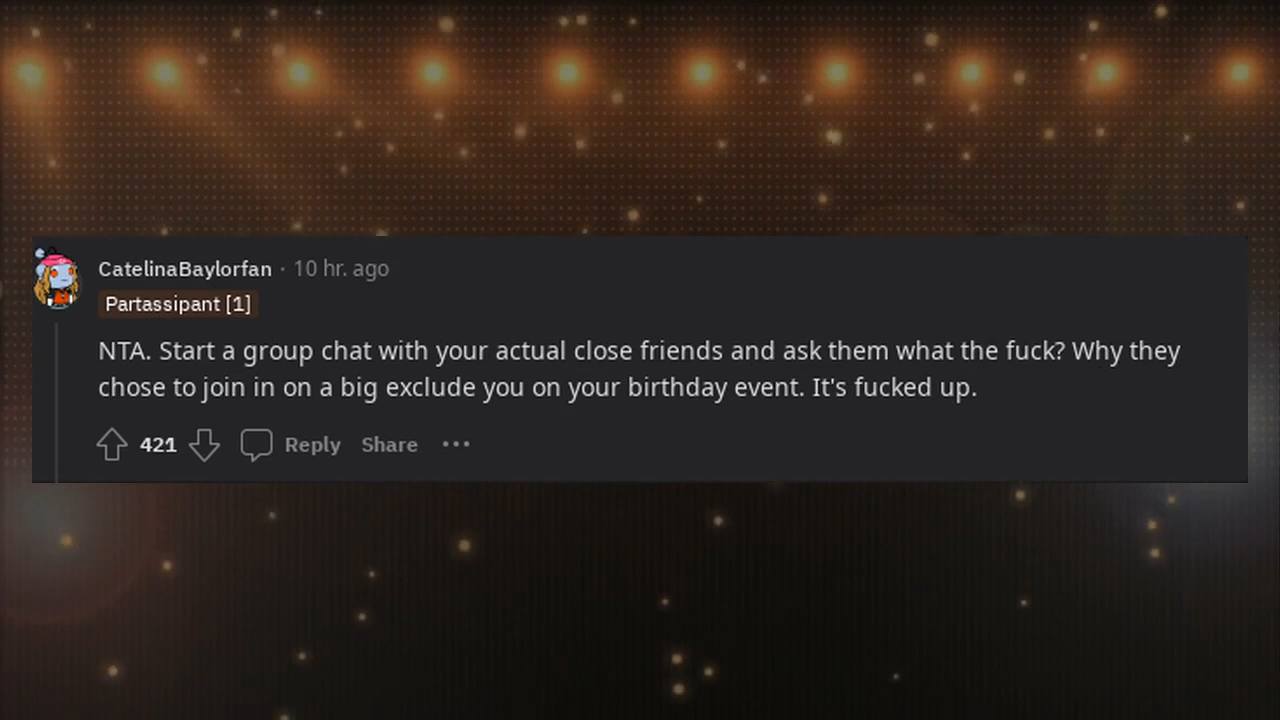 CatelinaBaylorfan · 10 hr. ago
Partassipant [1]
NTA. Start a group chat with your actual close friends and ask them what the fuck? Why they
chose to join in on a big exclude you on your birthday event. It's fucked up.
421 Reply Share ···